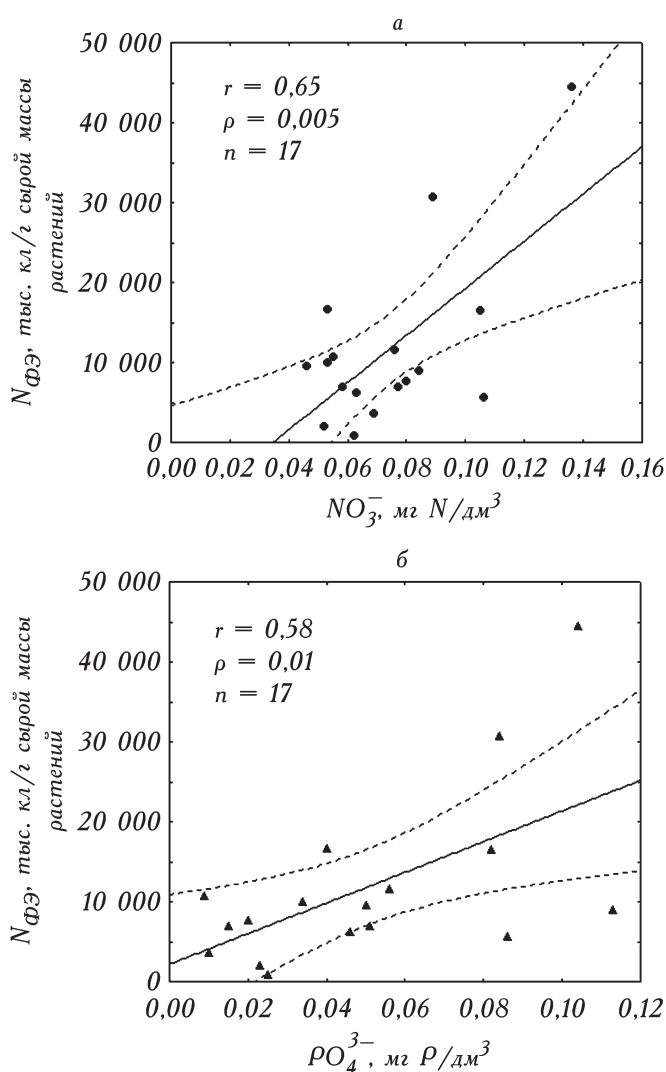 а
50 000
40 000
30 000
20 000
10 000
0
N_ФЭ, тыс. кл/г сырой массы
растений
r = 0,65
ρ = 0,005
n = 17
0,00 0,02 0,04 0,06 0,08 0,10 0,12 0,14 0,16
NO₃⁻, мг N/дм³
б
50 000
40 000
30 000
20 000
10 000
0
N_ФЭ, тыс. кл/г сырой массы
растений
r = 0,58
ρ = 0,01
n = 17
0,00 0,02 0,04 0,06 0,08 0,10 0,12
PO₄³⁻, мг P/дм³